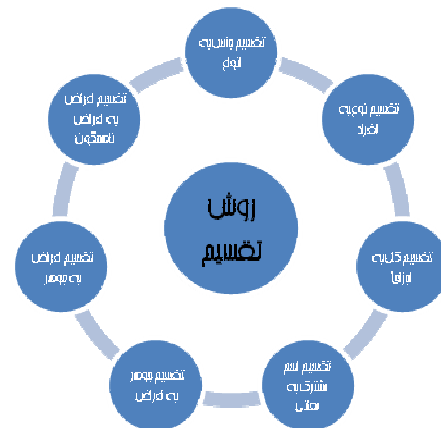 تقسیم جنس به
انواع
تقسیم نوع به
افراد
تقسیم کل به
اجزاء
تقسیم اسم
مشترک به
معانی
تقسیم جوهر
به اعراض
تقسیم اعراض
به جوهر
تقسیم اعراض
به اعراض
ناهمگون
روش
تقسیم